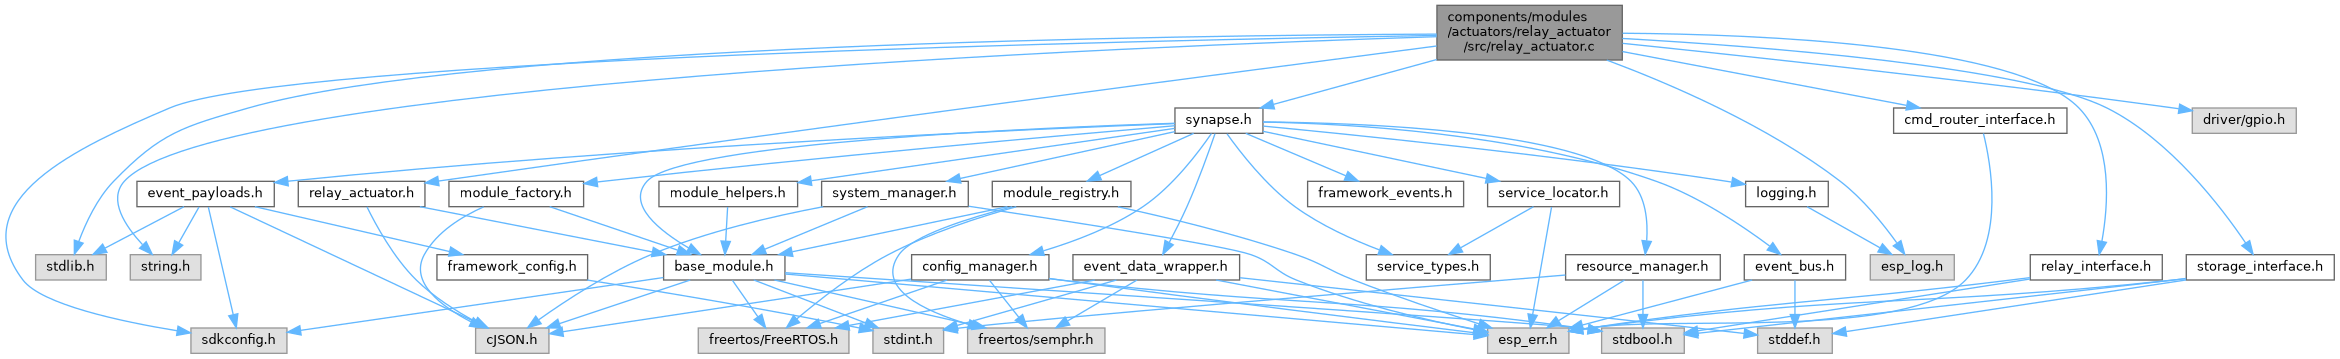 components/modules
/actuators/relay_actuator
/src/relay_actuator.c
synapse.h
cmd_router_interface.h
driver/gpio.h
event_payloads.h
relay_actuator.h
module_factory.h
module_helpers.h
system_manager.h
module_registry.h
framework_events.h
service_locator.h
logging.h
stdlib.h
string.h
framework_config.h
base_module.h
config_manager.h
event_data_wrapper.h
service_types.h
resource_manager.h
event_bus.h
esp_log.h
relay_interface.h
storage_interface.h
sdkconfig.h
cJSON.h
freertos/FreeRTOS.h
stdint.h
freertos/semphr.h
esp_err.h
stdbool.h
stddef.h